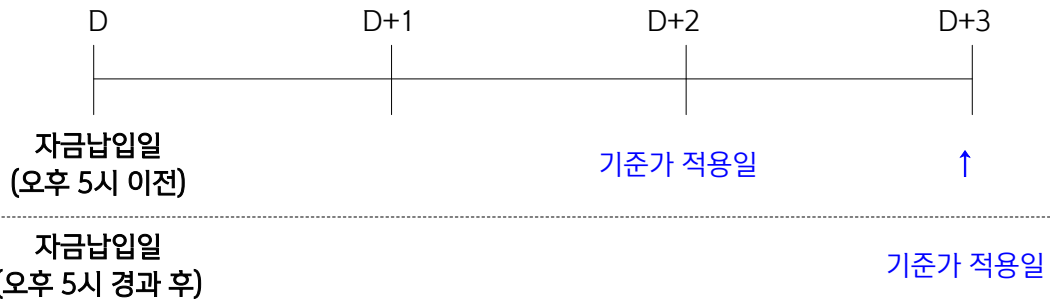 D D+1 D+2 D+3
자금납입일
(오후 5시 이전)
기준가 적용일 ↑
자금납입일
(오후 5시 경과 후)
기준가 적용일